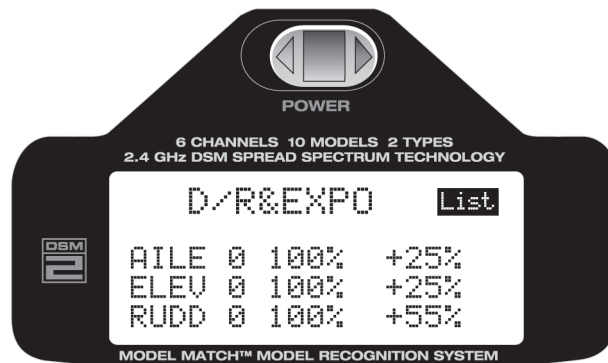 POWER
6 CHANNELS 10 MODELS 2 TYPES
2.4 GHz DSM SPREAD SPECTRUM TECHNOLOGY
D/R&EXPO List
DSM
2
AILE 0 100% +25%
ELEV 0 100% +25%
RUDD 0 100% +55%
MODEL MATCH™ MODEL RECOGNITION SYSTEM